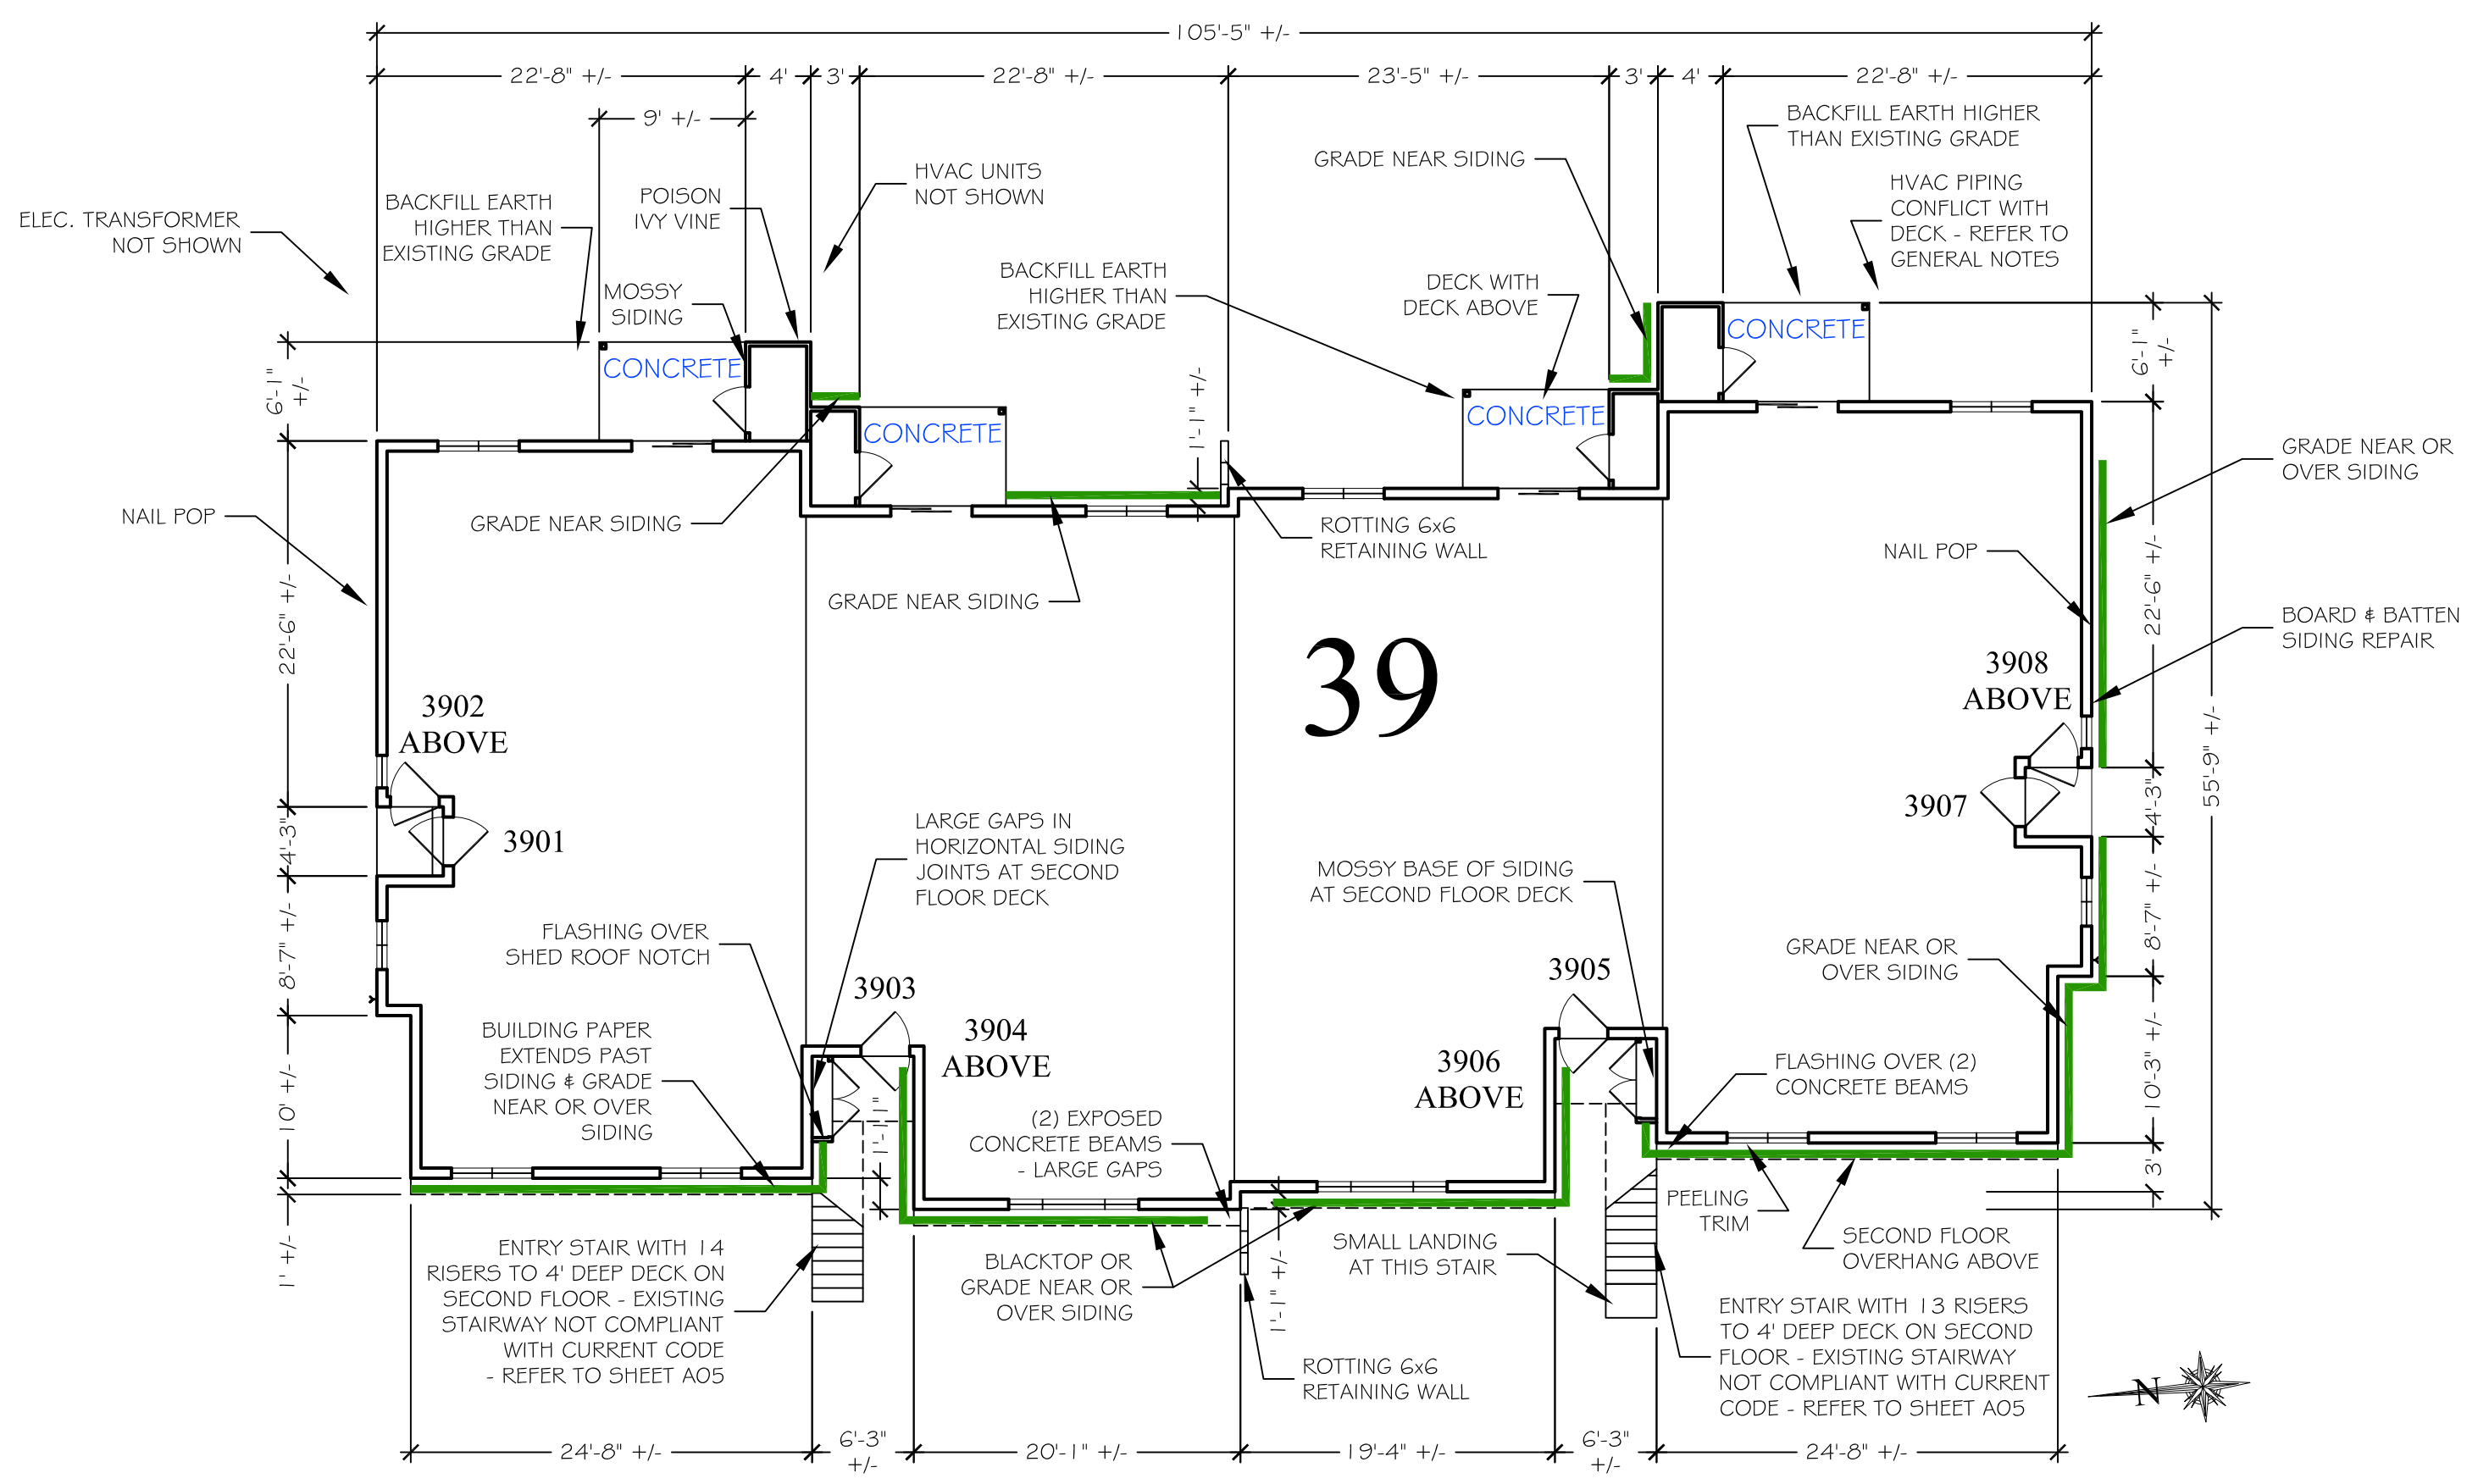 105'-5" +/-
22'-8" +/-
4'
3'
22'-8" +/-
23'-5" +/-
3'
4'
22'-8" +/-
9' +/-
BACKFILL EARTH HIGHER
THAN EXISTING GRADE
GRADE NEAR SIDING
HVAC UNITS
NOT SHOWN
POISON
IVY VINE
BACKFILL EARTH
HIGHER THAN
EXISTING GRADE
ELEC. TRANSFORMER
NOT SHOWN
HVAC PIPING
CONFLICT WITH
DECK - REFER TO
GENERAL NOTES
MOSSY
SIDING
BACKFILL EARTH
HIGHER THAN
EXISTING GRADE
DECK WITH
DECK ABOVE
CONCRETE
CONCRETE
CONCRETE
CONCRETE
6'-1"
+/-
6'-1"
+/-
1'-1" +/-
GRADE NEAR OR
OVER SIDING
NAIL POP
GRADE NEAR SIDING
ROTTING 6x6
RETAINING WALL
NAIL POP
GRADE NEAR SIDING
22'-6" +/-
22'-6" +/-
BOARD & BATTEN
SIDING REPAIR
39
3902
ABOVE
3908
ABOVE
55'-9" +/-
3901
3907
4'-3"
4'-3"
LARGE GAPS IN
HORIZONTAL SIDING
JOINTS AT SECOND
FLOOR DECK
MOSSY BASE OF SIDING
AT SECOND FLOOR DECK
8'-7" +/-
8'-7" +/-
FLASHING OVER
SHED ROOF NOTCH
GRADE NEAR OR
OVER SIDING
3903
3905
3904
ABOVE
3906
ABOVE
BUILDING PAPER
EXTENDS PAST
SIDING & GRADE
NEAR OR OVER
SIDING
FLASHING OVER (2)
CONCRETE BEAMS
10' +/-
10'-3" +/-
1'-11"
(2) EXPOSED
CONCRETE BEAMS
- LARGE GAPS
3'
1' +/-
PEELING
TRIM
SECOND FLOOR
OVERHANG ABOVE
ENTRY STAIR WITH 14
RISERS TO 4' DEEP DECK ON
SECOND FLOOR - EXISTING
STAIRWAY NOT COMPLIANT
WITH CURRENT CODE
- REFER TO SHEET A05
BLACKTOP OR
GRADE NEAR OR
OVER SIDING
1'-1" +/-
SMALL LANDING
AT THIS STAIR
ENTRY STAIR WITH 13 RISERS
TO 4' DEEP DECK ON SECOND
FLOOR - EXISTING STAIRWAY
NOT COMPLIANT WITH CURRENT
CODE - REFER TO SHEET A05
ROTTING 6x6
RETAINING WALL
N
24'-8" +/-
6'-3"
+/-
20'-1" +/-
19'-4" +/-
6'-3"
+/-
24'-8" +/-